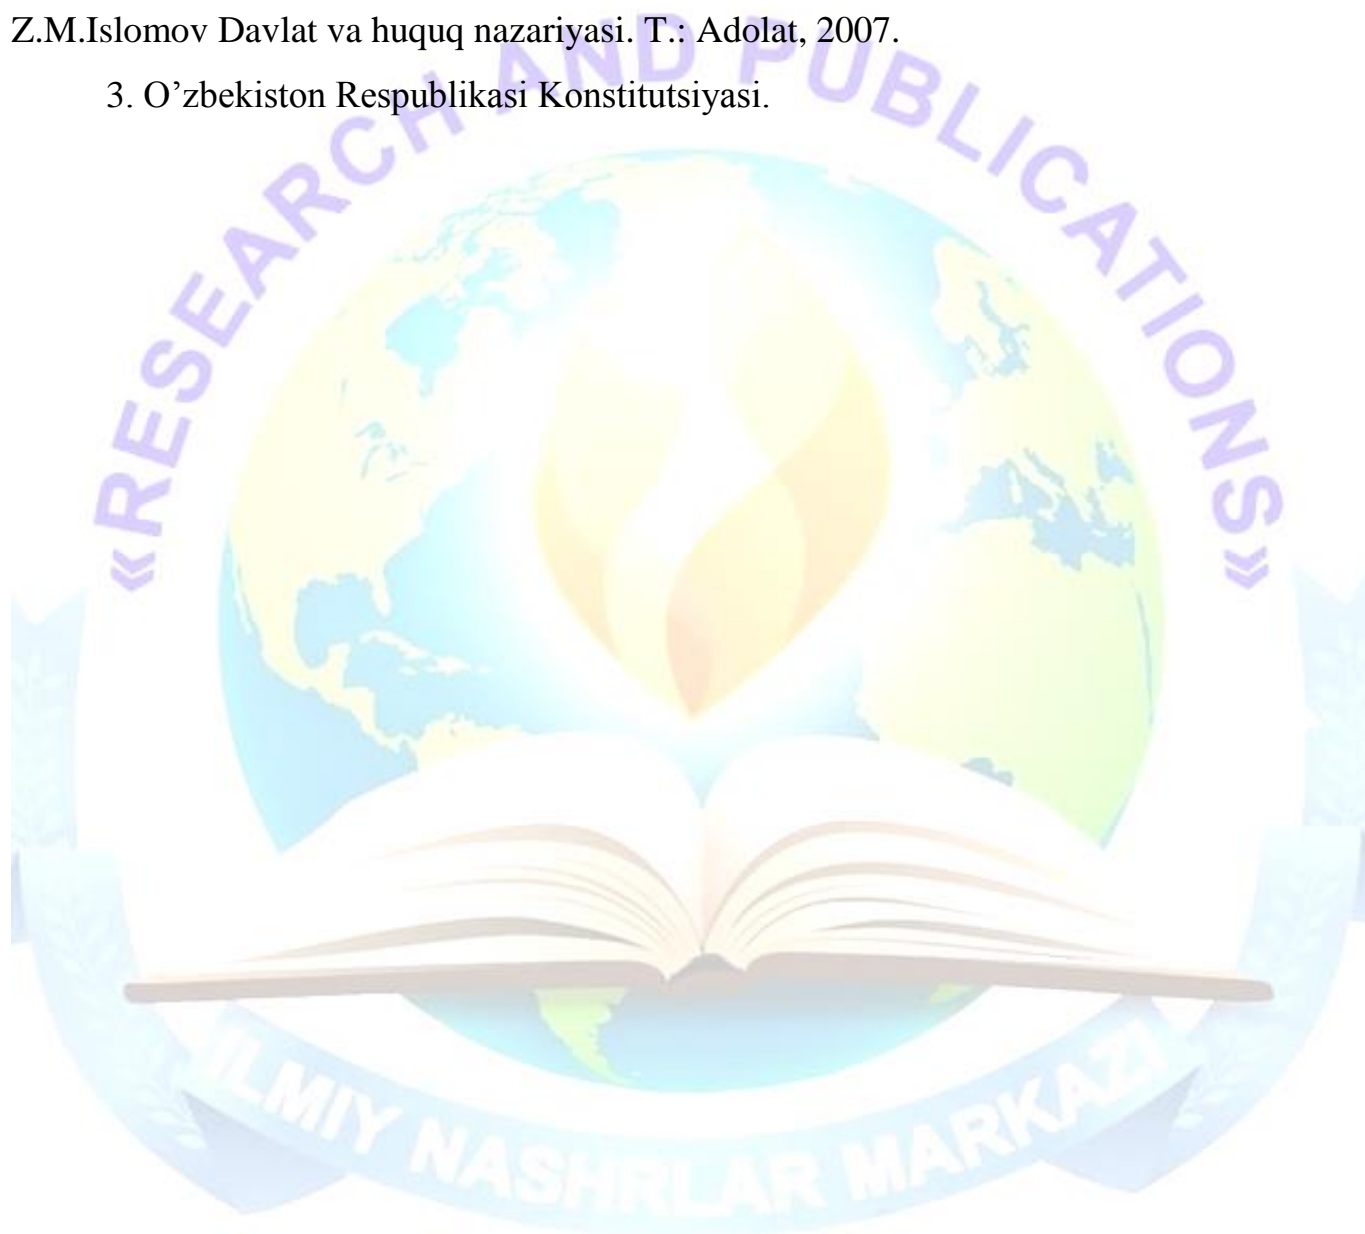 Z.M.Islomov Davlat va huquq nazariyasi. T.: Adolat, 2007.
3. O’zbekiston Respublikasi Konstitutsiyasi.
«RESEARCH AND PUBLICATIONS»
ILMIY NASHRLAR MARKAZI